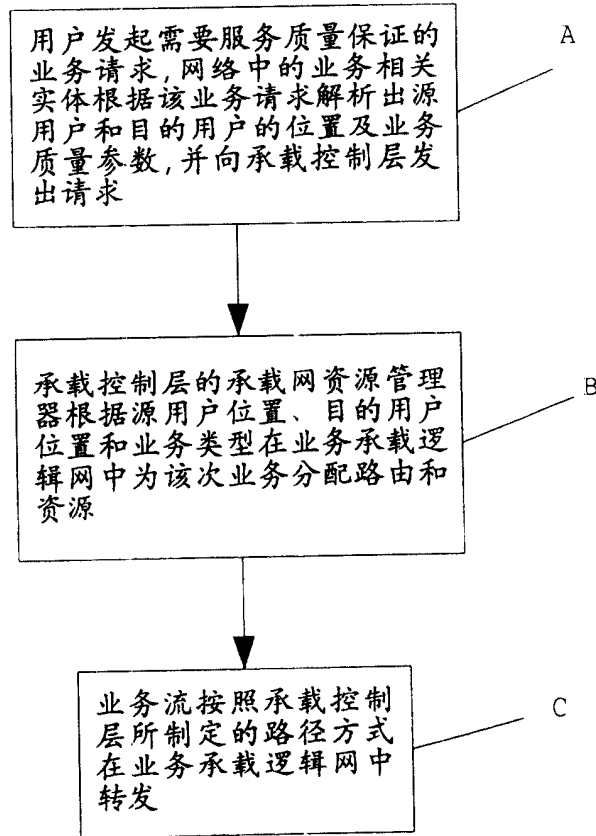 用户发起需要服务质量保证的
业务请求,网络中的业务相关
实体根据该业务请求解析出源
用户和目的用户的位置及业务
质量参数,并向承载控制层发
出请求
A
承载控制层的承载网资源管理
器根据源用户位置、目的用户
位置和业务类型在业务承载逻
辑网中为该次业务分配路由和
资源
B
业务流按照承载控制
层所制定的路径方式
在业务承载逻辑网中
转发
C